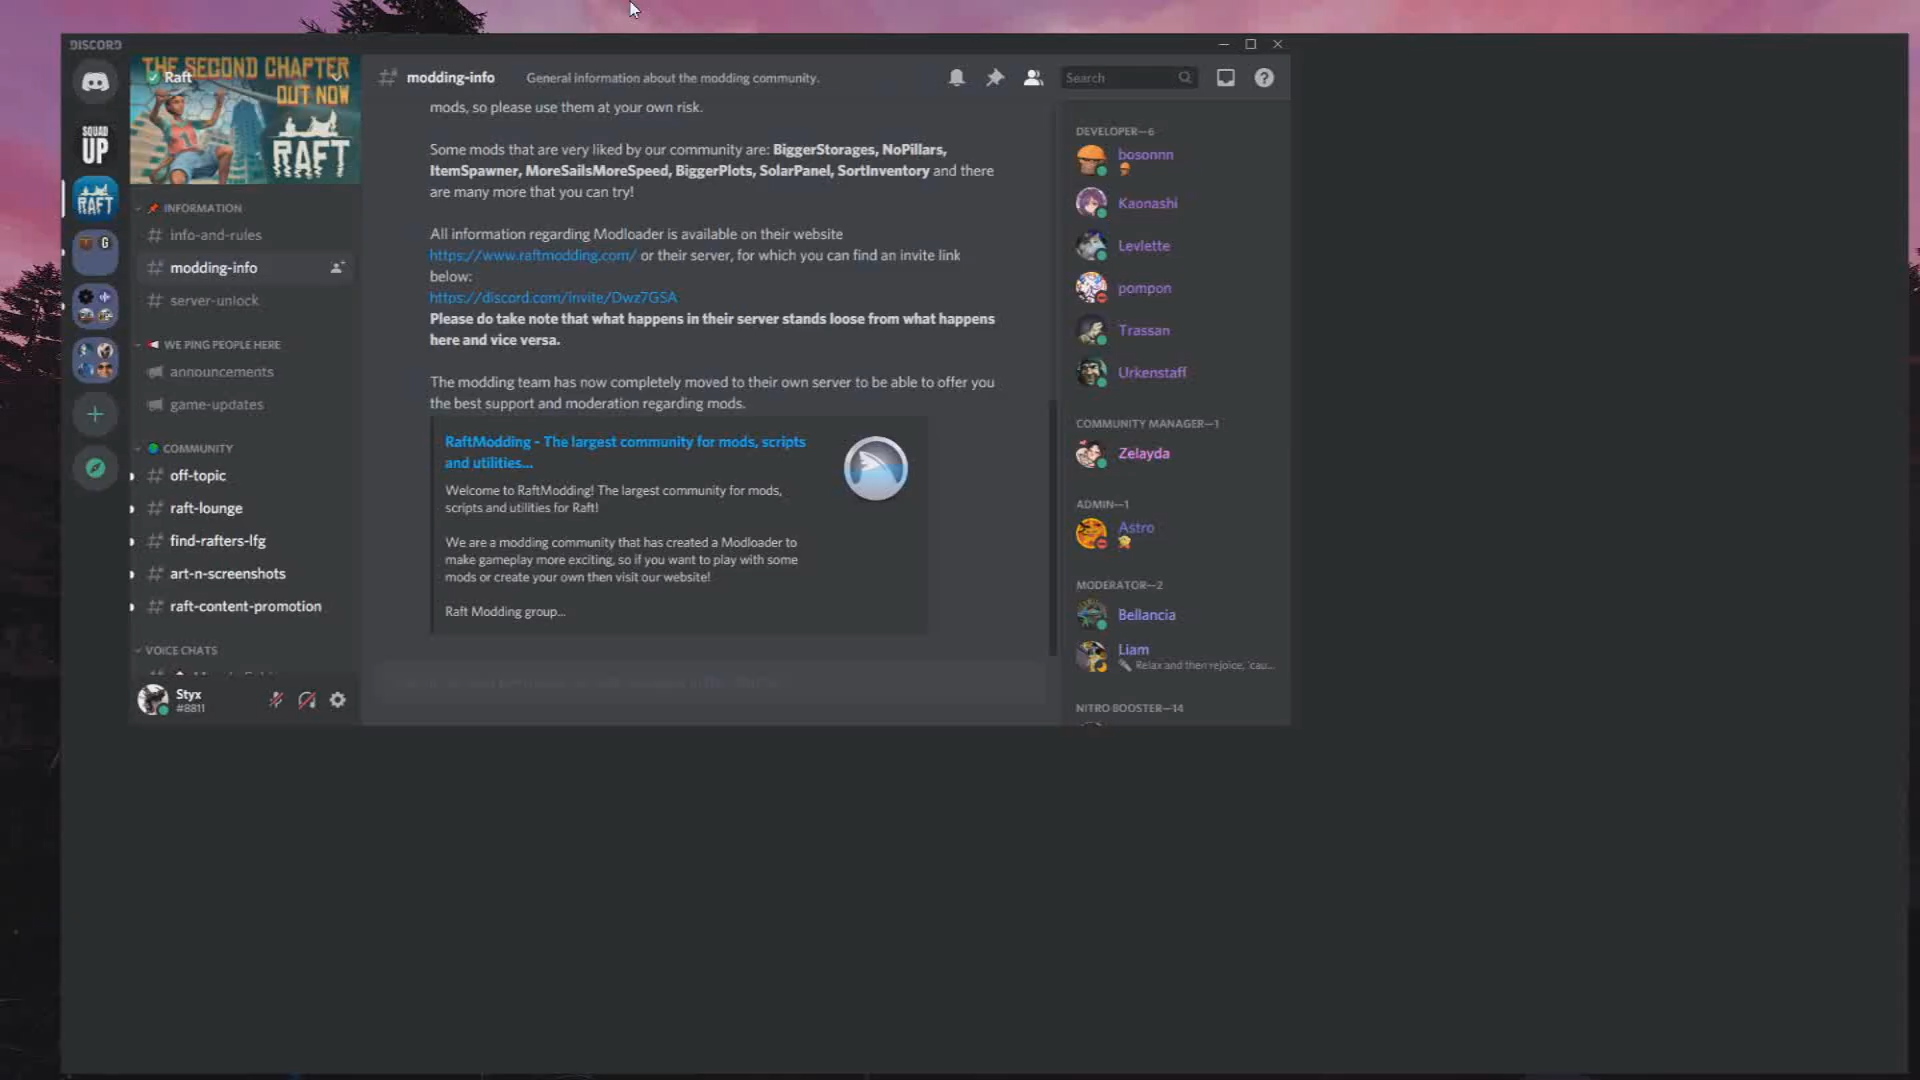 DISCORD
THE SECOND CHAPTER
OUT NOW
Raft
RAFT
SQUAD
UP
RAFT
G
INFORMATION
info-and-rules
modding-info
server-unlock
WE PING PEOPLE HERE
announcements
game-updates
COMMUNITY
off-topic
raft-lounge
find-rafters-lfg
art-n-screenshots
raft-content-promotion
VOICE CHATS
Styx
#8811
modding-info
General information about the modding community.
Search
mods, so please use them at your own risk.
Some mods that are very liked by our community are: BiggerStorages, NoPillars,
ItemSpawner, MoreSailsMoreSpeed, BiggerPlots, SolarPanel, SortInventory and there
are many more that you can try!
All information regarding Modloader is available on their website
https://www.raftmodding.com/ or their server, for which you can find an invite link
below:
https://discord.com/invite/Dwz7GSA
Please do take note that what happens in their server stands loose from what happens
here and vice versa.
The modding team has now completely moved to their own server to be able to offer you
the best support and moderation regarding mods.
RaftModding - The largest community for mods, scripts
and utilities...
Welcome to RaftModding! The largest community for mods,
scripts and utilities for Raft!
We are a modding community that has created a Modloader to
make gameplay more exciting, so if you want to play with some
mods or create your own then visit our website!
Raft Modding group...
DEVELOPER—6
bosonnn
Kaonashi
Levlette
pompon
Trassan
Urkenstaff
COMMUNITY MANAGER—1
Zelayda
ADMIN—1
Astro
MODERATOR—2
Bellancia
Liam
Relax and then rejoice, 'cau...
NITRO BOOSTER—14